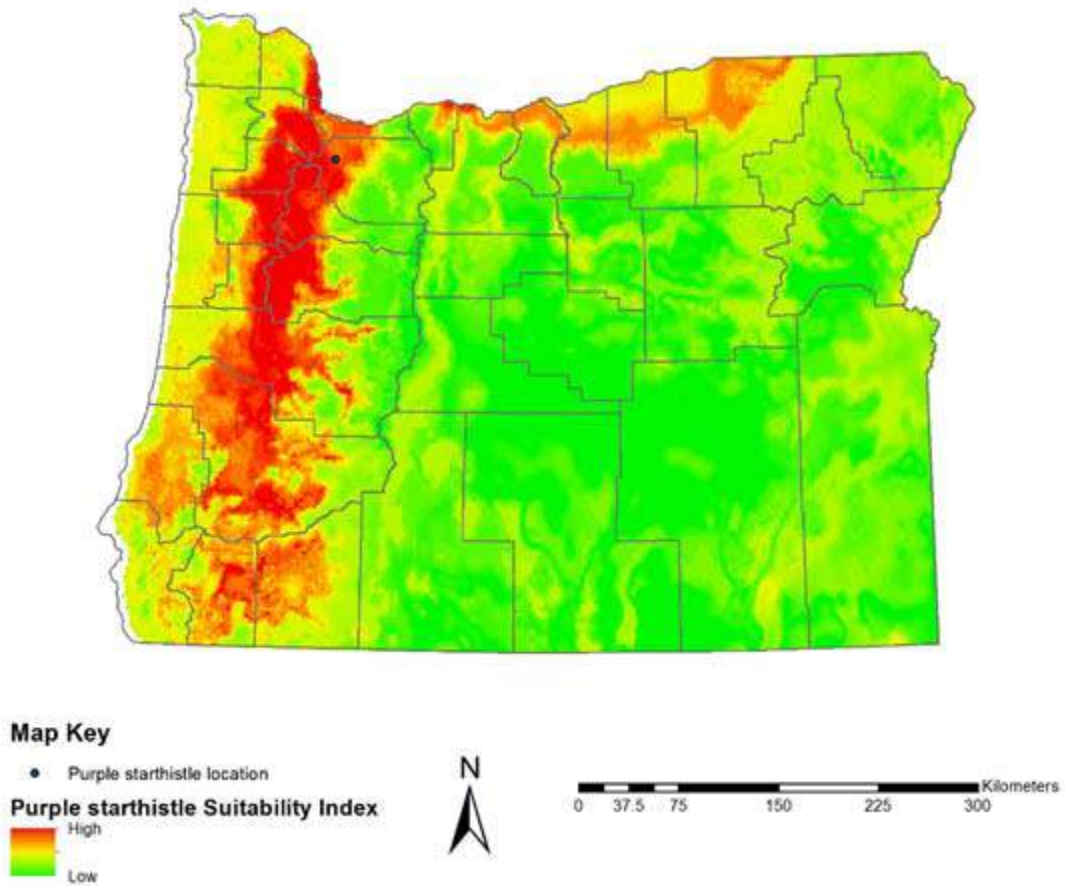 Map Key
Purple starthistle location
Purple starthistle Suitability Index
High
Low
N
Kilometers
0 37.5 75 150 225 300